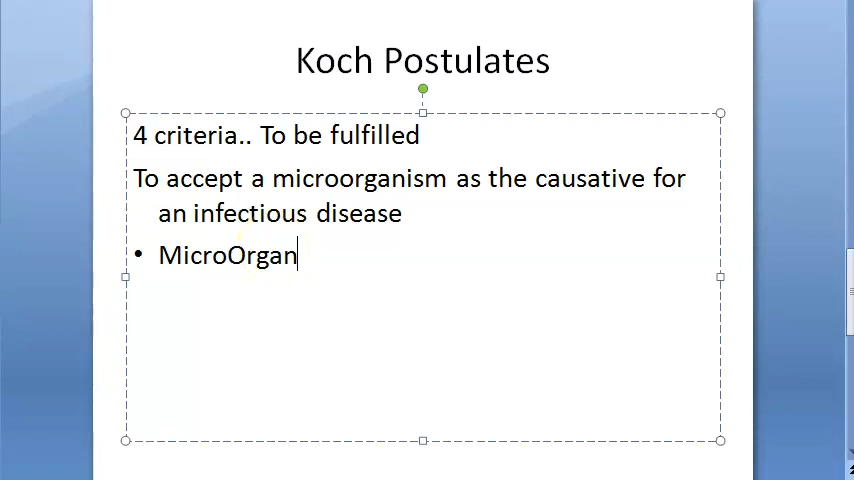 Koch Postulates
4 criteria.. To be fulfilled
To accept a microorganism as the causative for
an infectious disease
• MicroOrgan